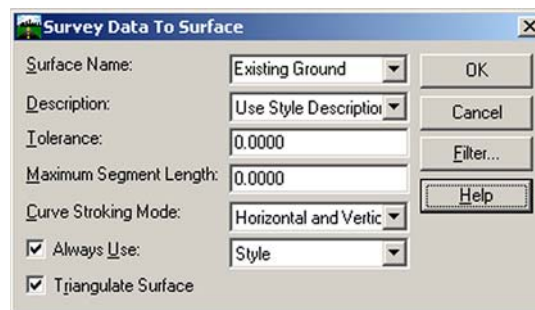 Survey Data To Surface
Surface Name: Existing Ground OK
Description: Use Style Description Cancel
Tolerance: 0.0000 Filter...
Maximum Segment Length: 0.0000 Help
Curve Stroking Mode: Horizontal and Vertic
Always Use: Style
Triangulate Surface